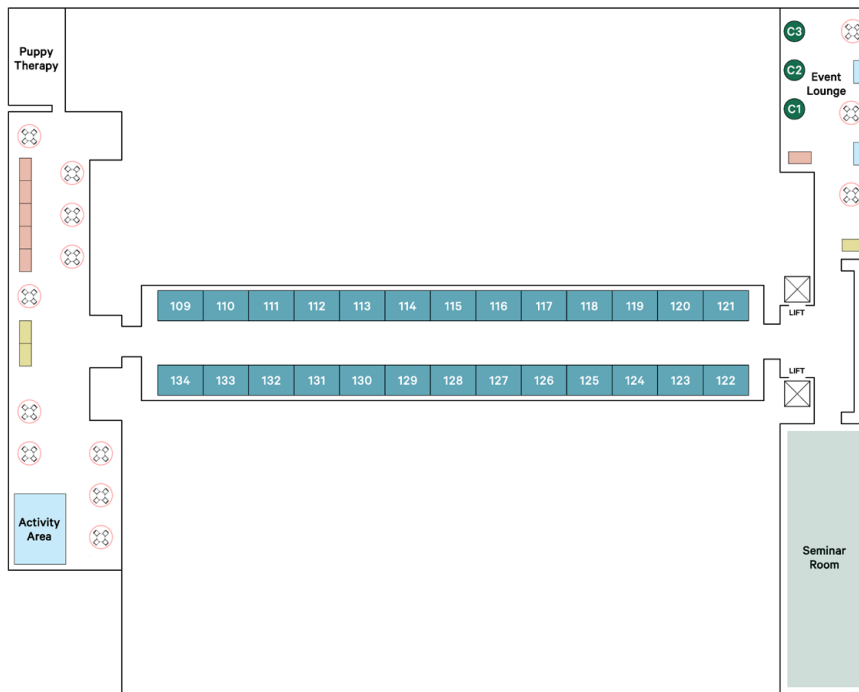 Puppy
Therapy
C3
C2
Event
Lounge
C1
109 110 111 112 113 114 115 116 117 118 119 120 121
LIFT
134 133 132 131 130 129 128 127 126 125 124 123 122
LIFT
Activity
Area
Seminar
Room